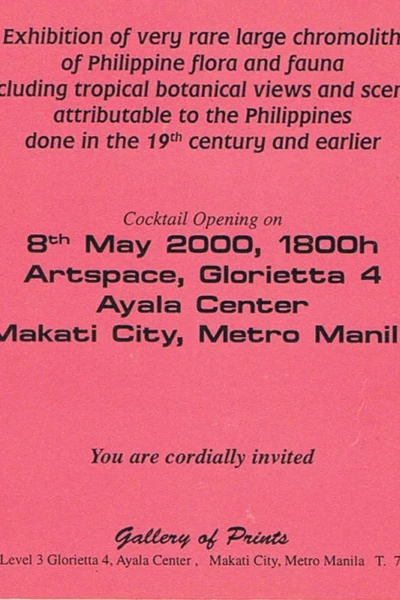 Exhibition of very rare large chromolith
of Philippine flora and fauna
cluding tropical botanical views and scen
attributable to the Philippines
done in the 19th century and earlier
Cocktail Opening on
8th May 2000, 1800h
Artspace, Glorietta 4
Ayala Center
Makati City, Metro Manil
You are cordially invited
Gallery of Prints
Level 3 Glorietta 4, Ayala Center , Makati City, Metro Manila T. 7